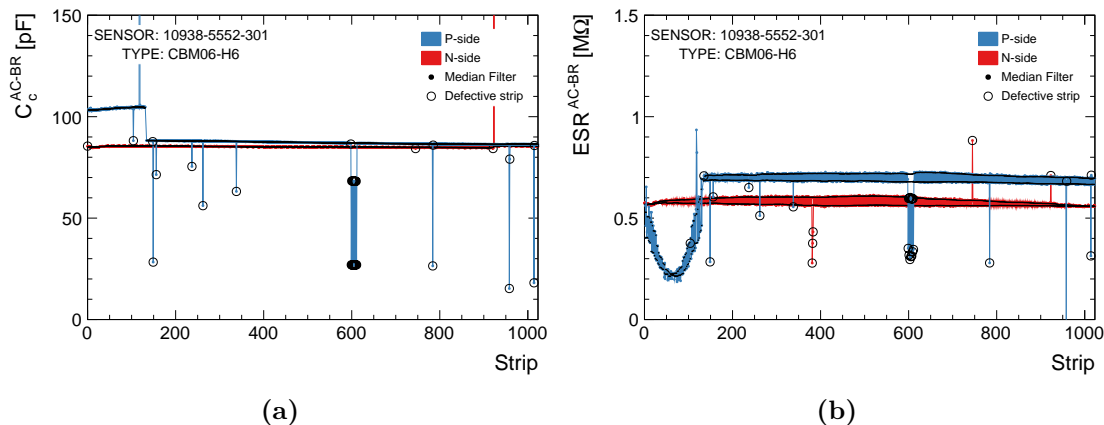 C_c^AC-BR [pF]
150
100
50
0
SENSOR: 10938-5552-301
TYPE: CBM06-H6
P-side
N-side
Median Filter
Defective strip
0 200 400 600 800 1000
Strip
(a)
ESR^AC-BR [MΩ]
1.5
1
0.5
0
SENSOR: 10938-5552-301
TYPE: CBM06-H6
P-side
N-side
Median Filter
Defective strip
0 200 400 600 800 1000
Strip
(b)